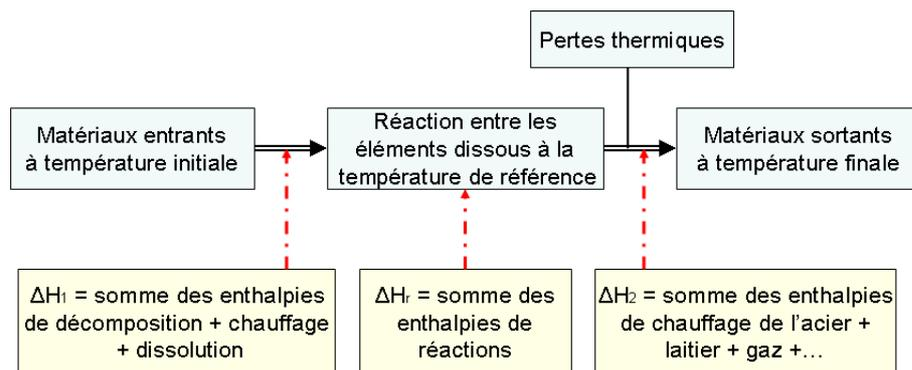 Pertes thermiques
Matériaux entrants
à température initiale
Réaction entre les
éléments dissous à la
température de référence
Matériaux sortants
à température finale
ΔH₁ = somme des enthalpies
de décomposition + chauffage
+ dissolution
ΔHr = somme des
enthalpies de
réactions
ΔH₂ = somme des enthalpies
de chauffage de l’acier +
laitier + gaz +…